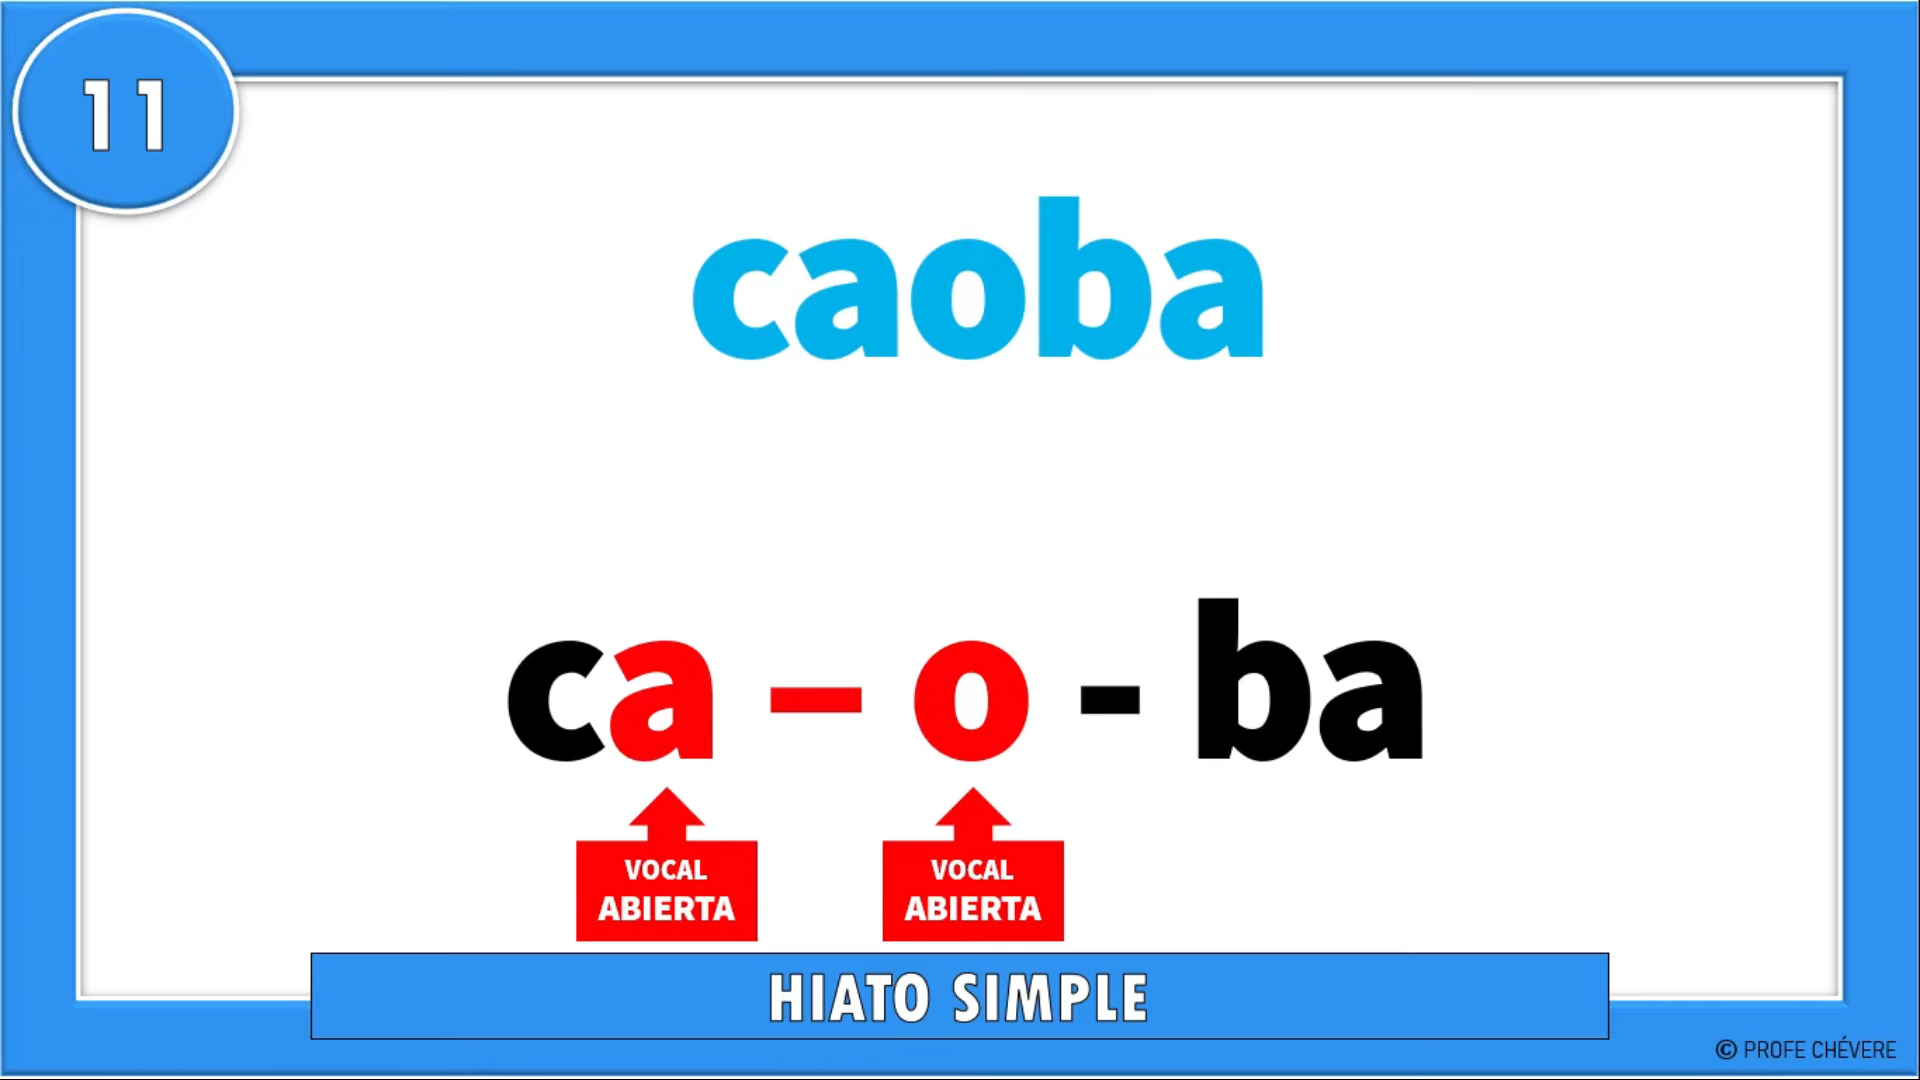 11
caoba
ca – o - ba
VOCAL ABIERTA
VOCAL ABIERTA
HIATO SIMPLE
© PROFE CHÉVERE